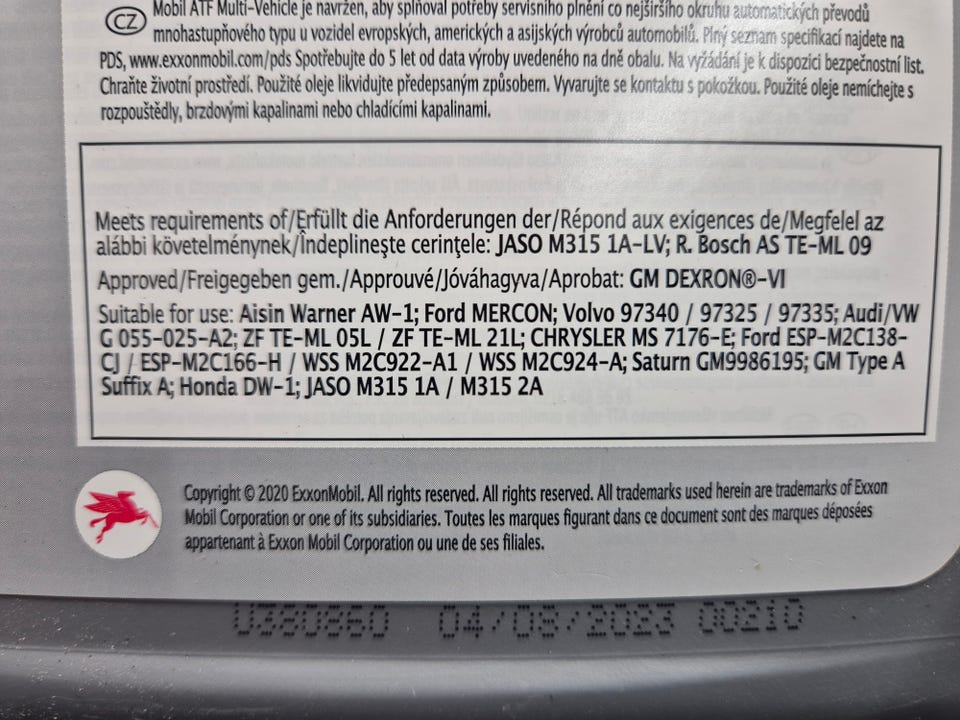 CZ
Mobil ATF Multi-Vehicle je navržen, aby splňoval potřeby servisního plnění co nejširšího okruhu automatických převodů
mnohastupňového typu u vozidel evropských, amerických a asijských výrobců automobilů. Plný seznam specifikací najdete na
PDS, www.exxonmobil.com/pds Spotřebujte do 5 let od data výroby uvedeného na dně obalu. Na vyžádání je k dispozici bezpečnostní list.
Chraňte životní prostředí. Použité oleje likvidujte předepsaným způsobem. Vyvarujte se kontaktu s pokožkou. Použité oleje nemíchejte s
rozpouštědly, brzdovými kapalinami nebo chladícími kapalinami.
Meets requirements of/Erfüllt die Anforderungen der/Répond aux exigences de/Megfelel az
alábbi követelménynek/Îndeplineşte cerinţele: JASO M315 1A-LV; R. Bosch AS TE-ML 09
Approved/Freigegeben gem./Approuvé/Jóváhagyva/Aprobat: GM DEXRON®-VI
Suitable for use: Aisin Warner AW-1; Ford MERCON; Volvo 97340 / 97325 / 97335; Audi/VW
G 055-025-A2; ZF TE-ML 05L / ZF TE-ML 21L; CHRYSLER MS 7176-E; Ford ESP-M2C138-
CJ / ESP-M2C166-H / WSS M2C922-A1 / WSS M2C924-A; Saturn GM9986195; GM Type A
Suffix A; Honda DW-1; JASO M315 1A / M315 2A
Copyright © 2020 ExxonMobil. All rights reserved. All rights reserved. All trademarks used herein are trademarks of Exxon
Mobil Corporation or one of its subsidiaries. Toutes les marques figurant dans ce document sont des marques déposées
appartenant à Exxon Mobil Corporation ou une de ses filiales.
U380860 04/08/2023 00210